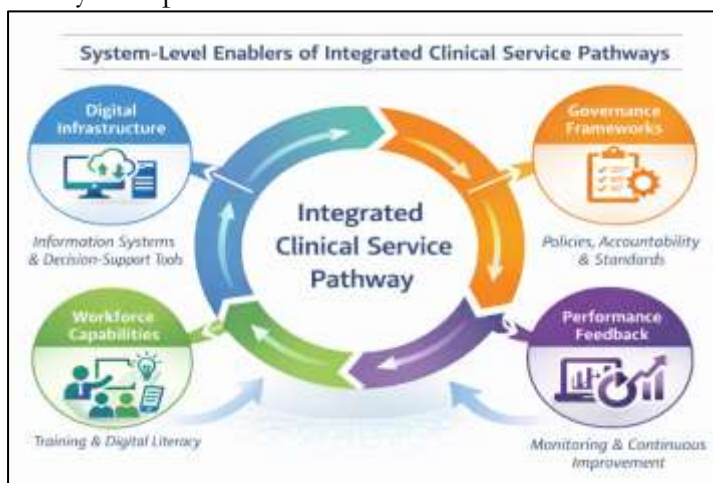 System-Level Enablers of Integrated Clinical Service Pathways
Digital
Infrastructure
Information Systems
& Decision-Support Tools
Governance
Frameworks
Policies, Accountability
& Standards
Integrated
Clinical Service
Pathway
Workforce
Capabilities
Training & Digital Literacy
Performance
Feedback
Monitoring & Continuous
Improvement